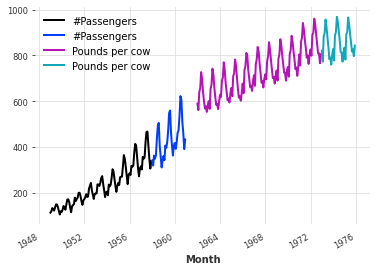 1000
#Passengers
#Passengers
Pounds per cow
Pounds per cow
800
600
400
200
1948 1952 1956 1960 1964 1968 1972 1976
Month